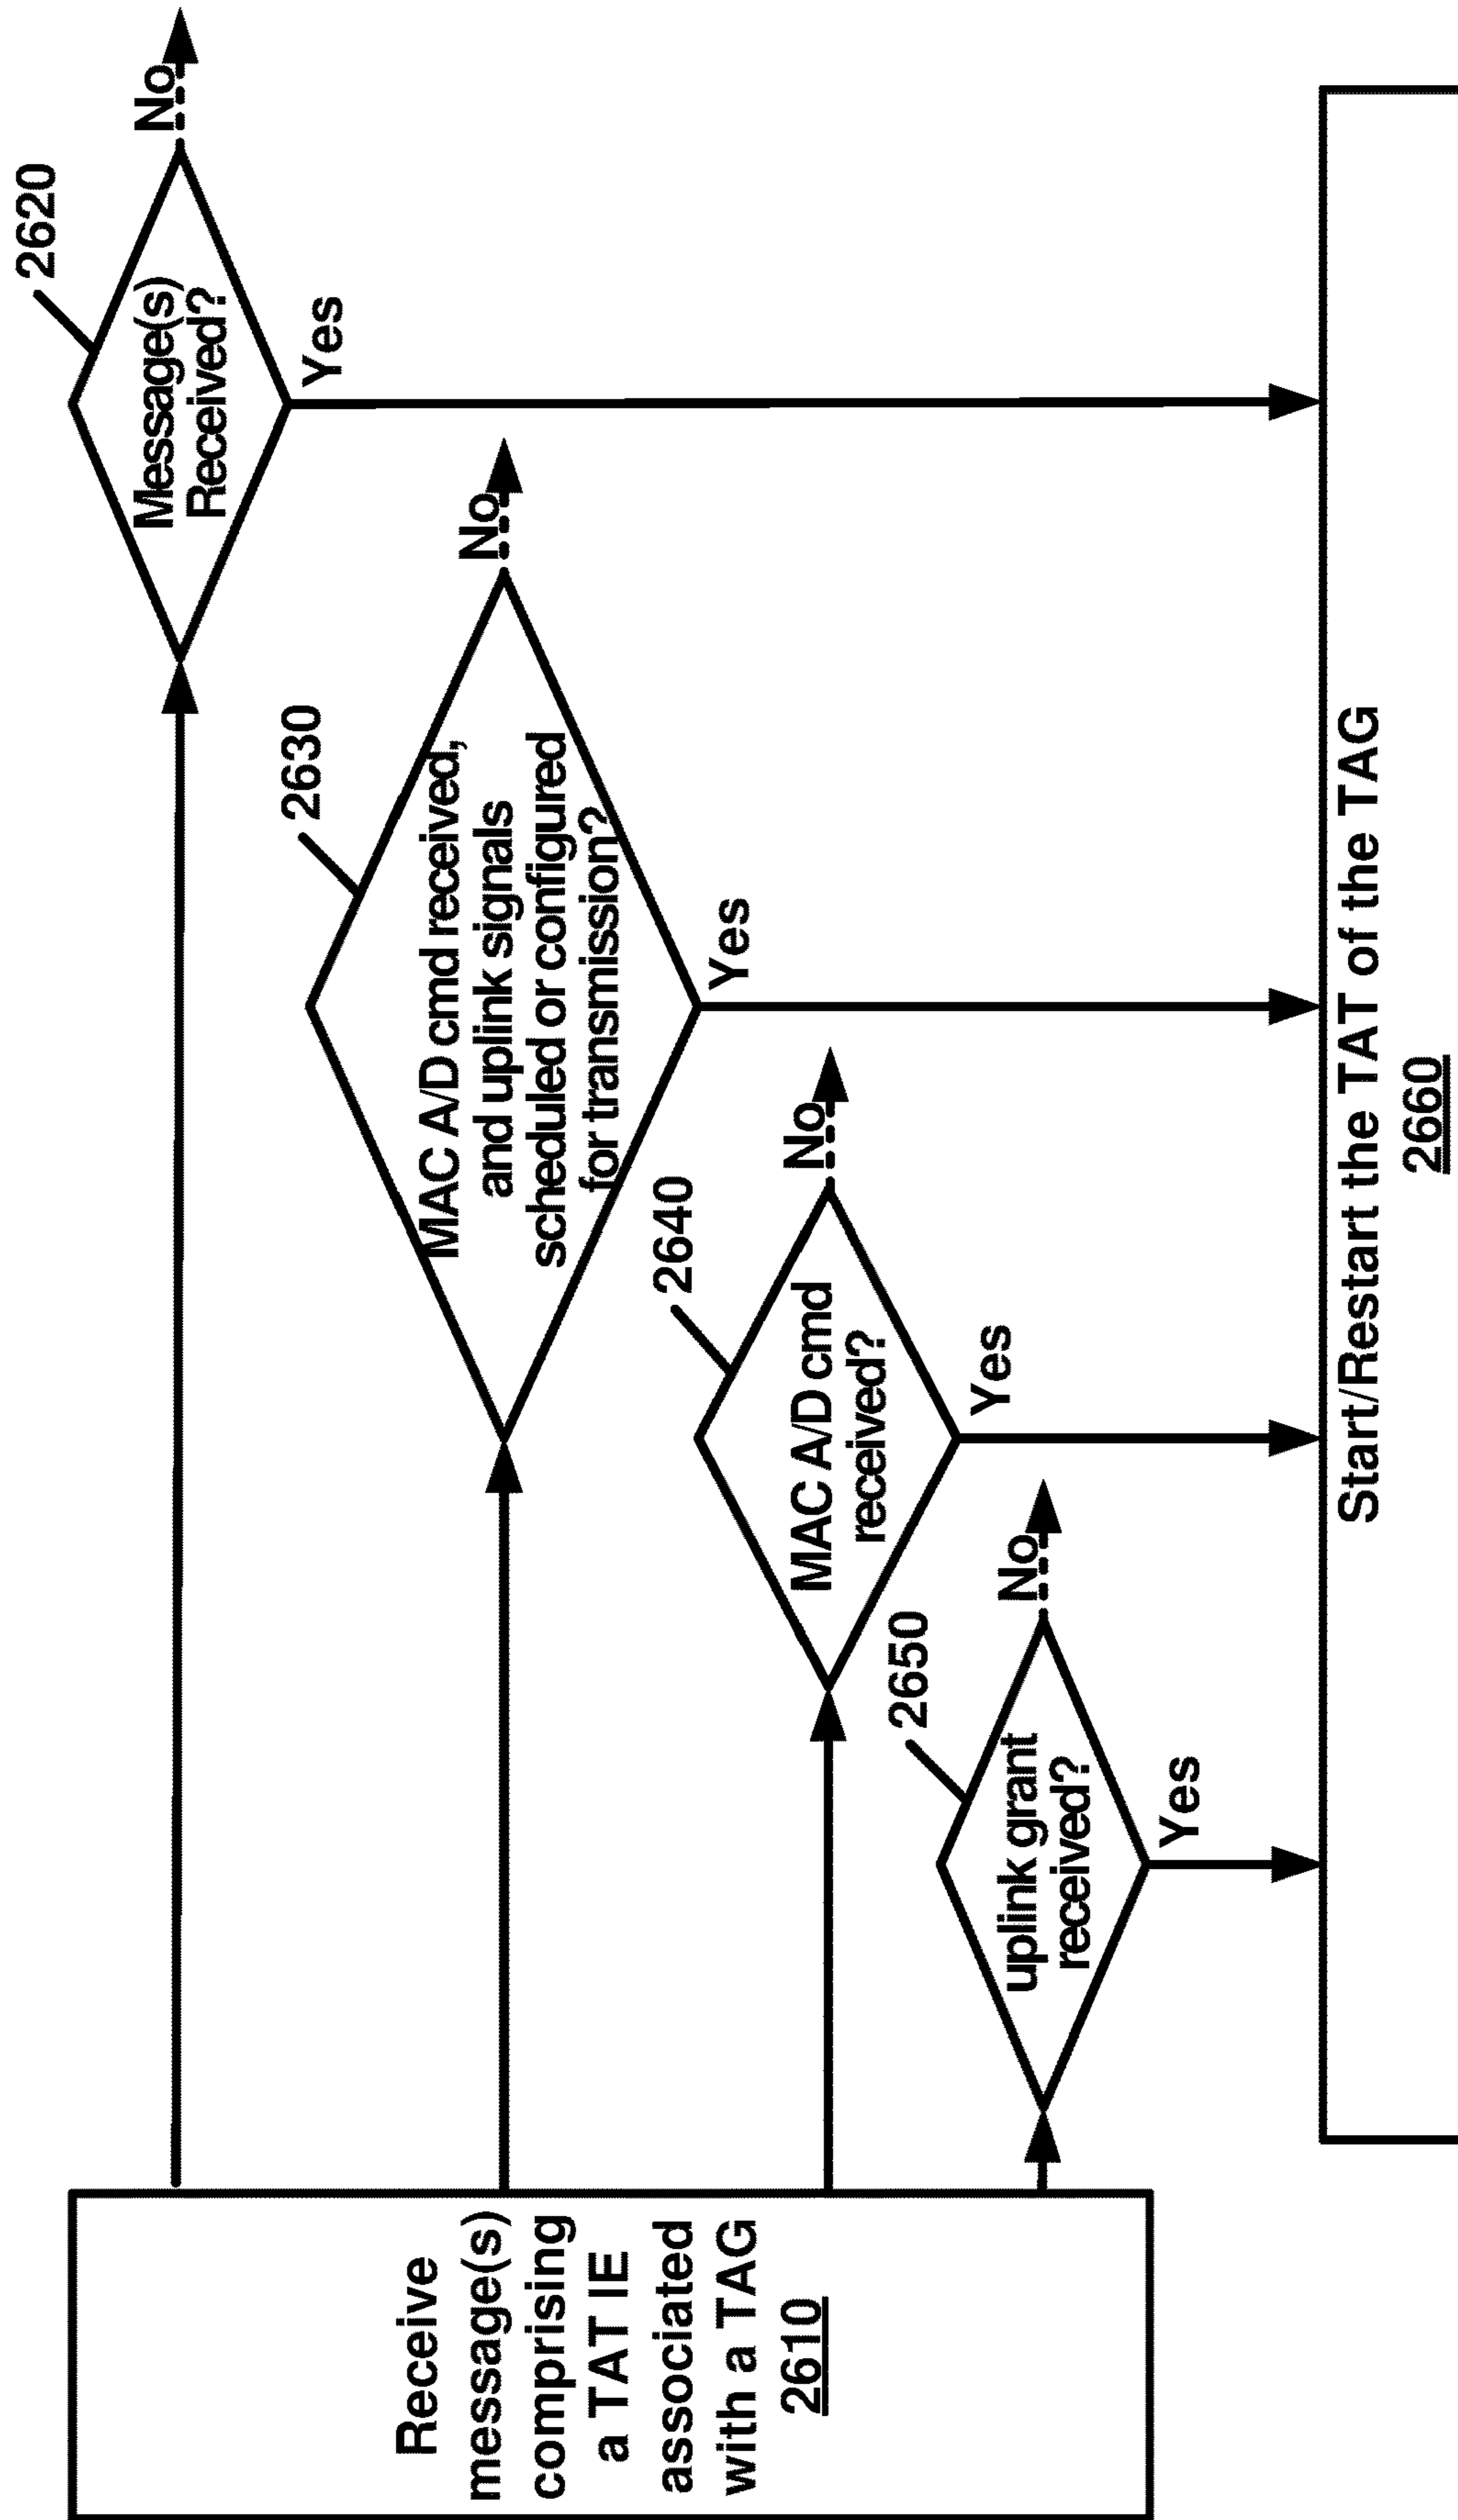 Receive
message(s)
comprising
a TAT IE
associated
with a TAG
2610
2620
Message(s)
Received?
No
Yes
2630
MAC A/D cmd received,
and uplink signals
scheduled or configured
for transmission?
No
Yes
2640
MAC A/D cmd
received?
No
Yes
2650
uplink grant
received?
No
Yes
Start/Restart the TAT of the TAG
2660